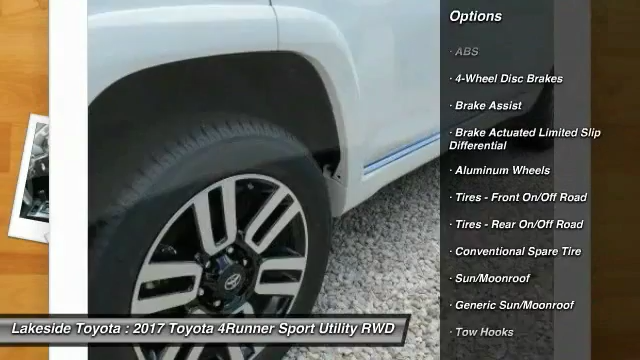 Options
· ABS
· 4-Wheel Disc Brakes
· Brake Assist
· Brake Actuated Limited Slip
Differential
· Aluminum Wheels
· Tires - Front On/Off Road
· Tires - Rear On/Off Road
· Conventional Spare Tire
· Sun/Moonroof
· Generic Sun/Moonroof
· Tow Hooks
Lakeside Toyota : 2017 Toyota 4Runner Sport Utility RWD